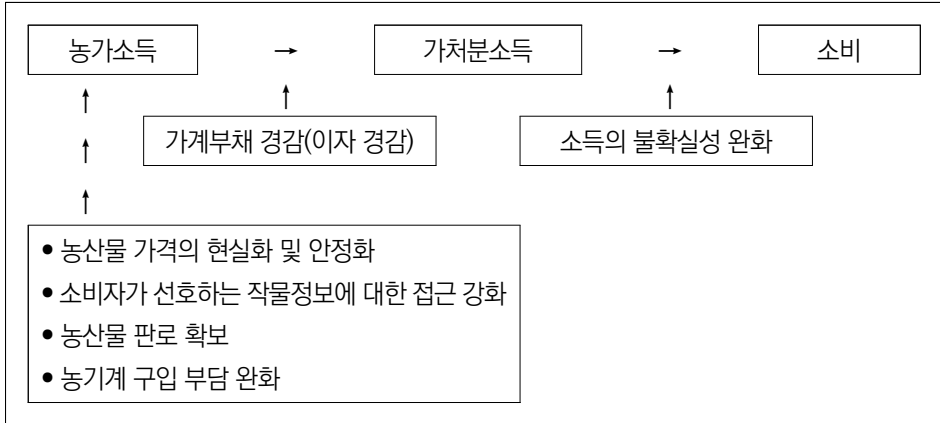 농가소득 → 가처분소득 → 소비
가계부채 경감(이자 경감) 소득의 불확실성 완화
• 농산물 가격의 현실화 및 안정화
• 소비자가 선호하는 작물정보에 대한 접근 강화
• 농산물 판로 확보
• 농기계 구입 부담 완화